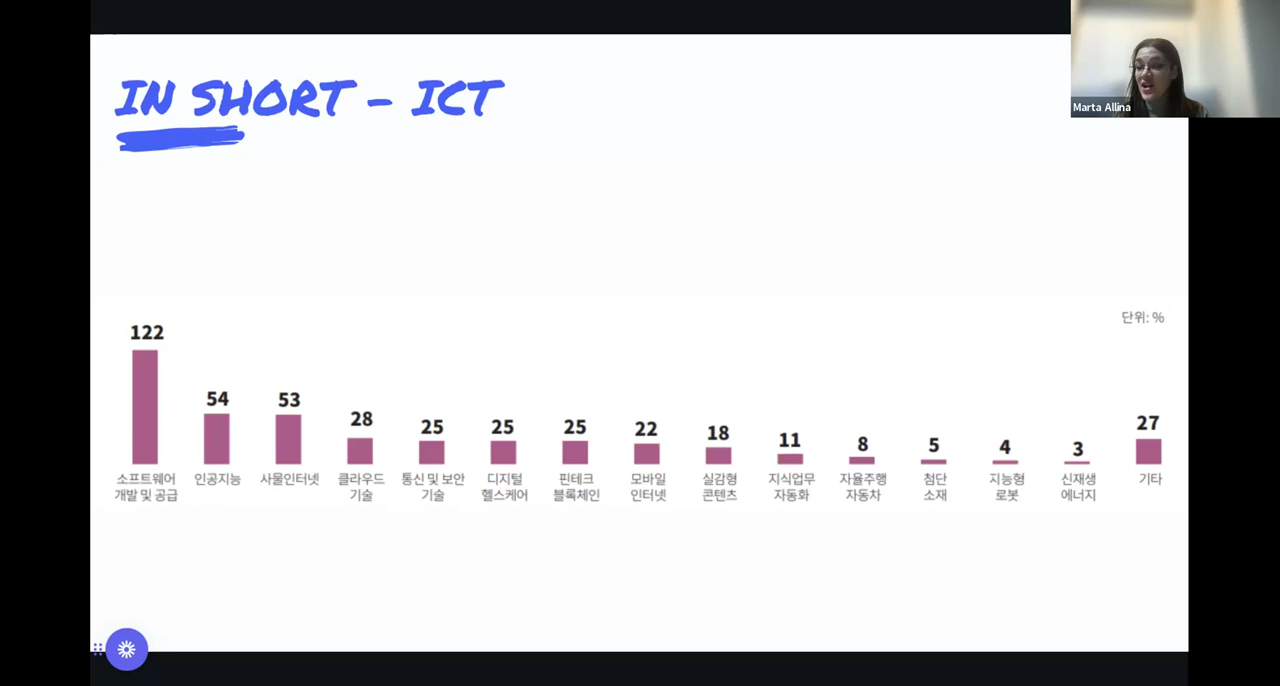 IN SHORT - ICT
Marta Allina
단위: %
122
54
53
28
25
25
25
22
18
11
8
5
4
3
27
소프트웨어
개발 및 공급
인공지능
사물인터넷
클라우드
기술
통신 및 보안
기술
디지털
헬스케어
핀테크
블록체인
모바일
인터넷
실감형
콘텐츠
지식업무
자동화
자율주행
자동차
첨단
소재
지능형
로봇
신재생
에너지
기타